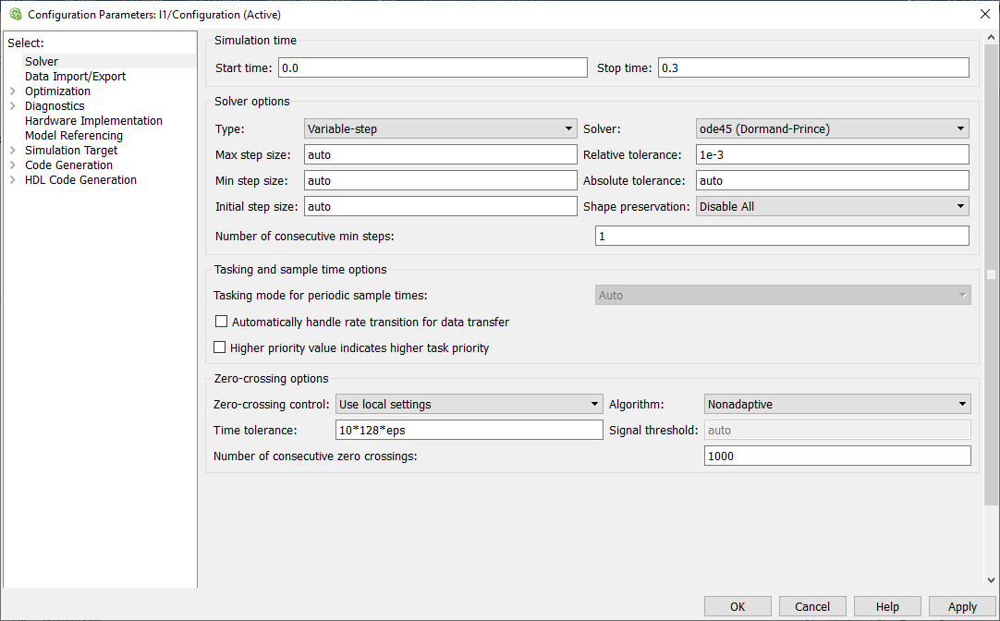 Configuration Parameters: I1/Configuration (Active)
Select:
Solver
Data Import/Export
Optimization
Diagnostics
Hardware Implementation
Model Referencing
Simulation Target
Code Generation
HDL Code Generation
Simulation time
Start time: 0.0 Stop time: 0.3
Solver options
Type: Variable-step Solver: ode45 (Dormand-Prince)
Max step size: auto Relative tolerance: 1e-3
Min step size: auto Absolute tolerance: auto
Initial step size: auto Shape preservation: Disable All
Number of consecutive min steps: 1
Tasking and sample time options
Tasking mode for periodic sample times: Auto
Automatically handle rate transition for data transfer
Higher priority value indicates higher task priority
Zero-crossing options
Zero-crossing control: Use local settings Algorithm: Nonadaptive
Time tolerance: 10*128*eps Signal threshold: auto
Number of consecutive zero crossings: 1000
OK Cancel Help Apply